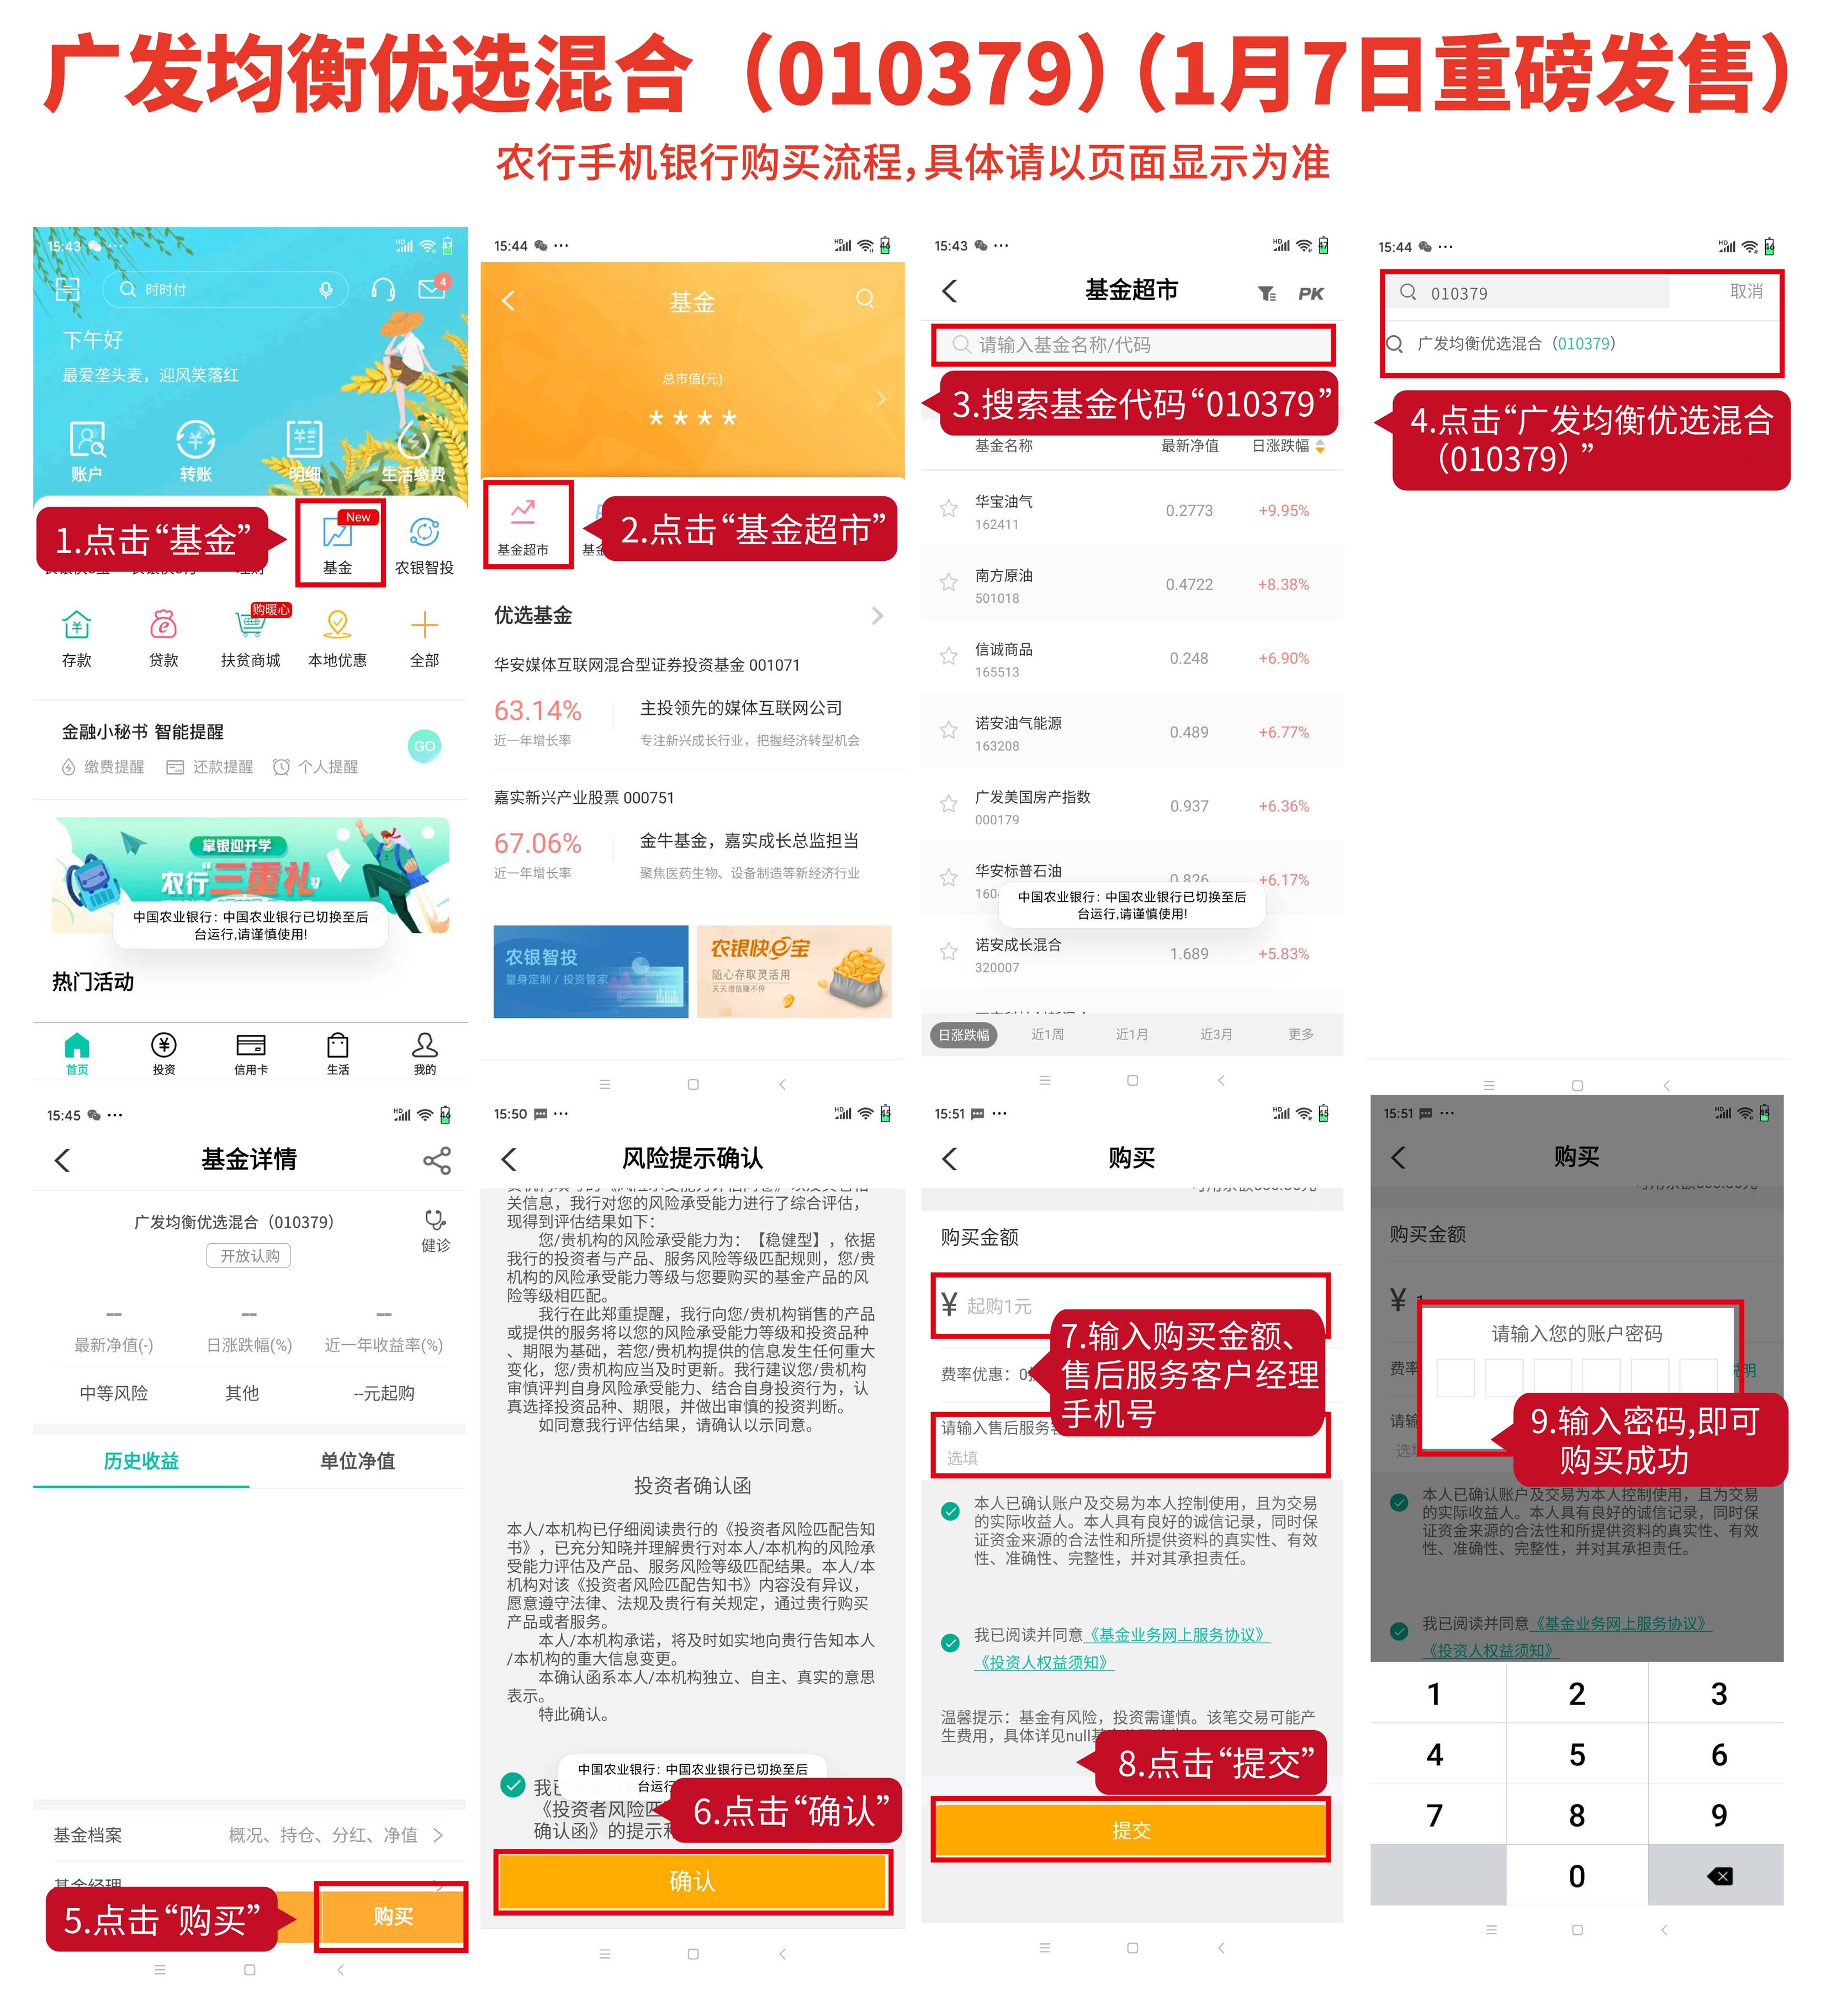 广发均衡优选混合（010379）（1月7日重磅发售）
农行手机银行购买流程,具体请以页面显示为准
15:43 ···
时时付
4
下午好
最爱垄头麦，迎风笑落红
账户
转账
明细
生活缴费
1.点击“基金”
New
基金
农银智投
存款
贷款
购暖心
扶贫商城
本地优惠
全部
金融小秘书 智能提醒
缴费提醒
还款提醒
个人提醒
GO
掌银迎开学
农行“三重礼”
中国农业银行: 中国农业银行已切换至后
台运行,请谨慎使用!
热门活动
首页
投资
信用卡
生活
我的
15:44 ···
基金
总市值(元)
****
基金超市
2.点击“基金超市”
优选基金
华安媒体互联网混合型证券投资基金 001071
63.14%
主投领先的媒体互联网公司
近一年增长率
专注新兴成长行业，把握经济转型机会
嘉实新兴产业股票 000751
67.06%
金牛基金，嘉实成长总监担当
近一年增长率
聚焦医药生物、设备制造等新经济行业
农银智投
量身定制 / 投资管家
农银快e宝
随心存取灵活用
天天增值赚不停
15:43 ···
基金超市
PK
请输入基金名称/代码
3.搜索基金代码“010379”
基金名称 最新净值 日涨跌幅
华宝油气
162411
0.2773 +9.95%
南方原油
501018
0.4722 +8.38%
信诚商品
165513
0.248 +6.90%
诺安油气能源
163208
0.489 +6.77%
广发美国房产指数
000179
0.937 +6.36%
华安标普石油
160
0.826 +6.17%
中国农业银行: 中国农业银行已切换至后
台运行,请谨慎使用!
诺安成长混合
320007
1.689 +5.83%
日涨跌幅 近1周 近1月 近3月 更多
15:44 ···
010379
取消
广发均衡优选混合（010379）
4.点击“广发均衡优选混合
（010379）”
15:45 ···
基金详情
广发均衡优选混合（010379）
开放认购
健诊
-- -- --
最新净值(-) 日涨跌幅(%) 近一年收益率(%)
中等风险 其他 --元起购
历史收益 单位净值
基金档案 概况、持仓、分红、净值
基金经理
5.点击“购买”
购买
15:50 ···
风险提示确认
关信息，我行对您的风险承受能力进行了综合评估，
现得到评估结果如下：
您/贵机构的风险承受能力为：【稳健型】，依据
我行的投资者与产品、服务风险等级匹配规则，您/贵
机构的风险承受能力等级与您要购买的基金产品的风
险等级相匹配。
我行在此郑重提醒，我行向您/贵机构销售的产品
或提供的服务将以您的风险承受能力等级和投资品种
、期限为基础，若您/贵机构提供的信息发生任何重大
变化，您/贵机构应当及时更新。我行建议您/贵机构
审慎评判自身风险承受能力、结合自身投资行为，认
真选择投资品种、期限，并做出审慎的投资判断。
如同意我行评估结果，请确认以示同意。
投资者确认函
本人/本机构已仔细阅读贵行的《投资者风险匹配告知
书》，已充分知晓并理解贵行对本人/本机构的风险承
受能力评估及产品、服务风险等级匹配结果。本人/本
机构对该《投资者风险匹配告知书》内容没有异议，
愿意遵守法律、法规及贵行有关规定，通过贵行购买
产品或者服务。
本人/本机构承诺，将及时如实地向贵行告知本人
/本机构的重大信息变更。
本确认函系本人/本机构独立、自主、真实的意思
表示。
特此确认。
中国农业银行: 中国农业银行已切换至后
台运行
我已
《投资者风险匹
确认函》的提示
6.点击“确认”
确认
15:51 ···
购买
购买金额
¥ 起购1元
费率优惠：0
7.输入购买金额、
售后服务客户经理
手机号
请输入售后服务
选填
本人已确认账户及交易为本人控制使用，且为交易
的实际收益人。本人具有良好的诚信记录，同时保
证资金来源的合法性和所提供资料的真实性、有效
性、准确性、完整性，并对其承担责任。
我已阅读并同意《基金业务网上服务协议》
《投资人权益须知》
温馨提示：基金有风险，投资需谨慎。该笔交易可能产
生费用，具体详见null
8.点击“提交”
提交
15:51 ···
购买
购买金额
¥
请输入您的账户密码
费率
说明
请输
选填
9.输入密码,即可
购买成功
本人已确认账户及交易为本人控制使用，且为交易
的实际收益人。本人具有良好的诚信记录，同时保
证资金来源的合法性和所提供资料的真实性、有效
性、准确性、完整性，并对其承担责任。
我已阅读并同意《基金业务网上服务协议》
《投资人权益须知》
1 2 3
4 5 6
7 8 9
0